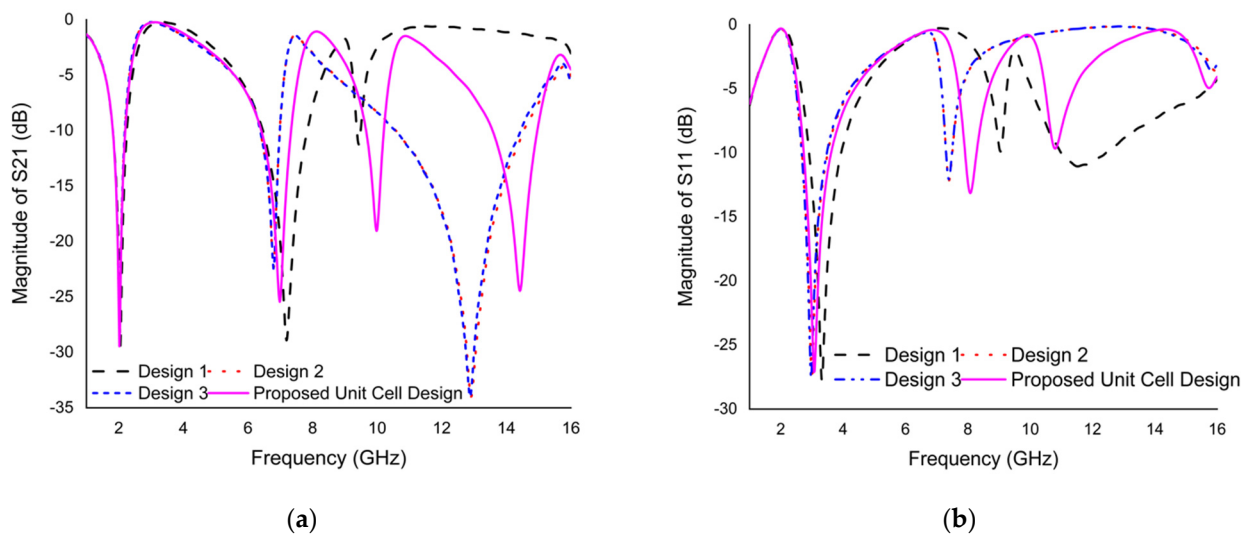 0
-5
-10
-15
-20
-25
-30
-35
Magnitude of S21 (dB)
Design 1 Design 2
Design 3 Proposed Unit Cell Design
2 4 6 8 10 12 14 16
Frequency (GHz)
(a)
0
-5
-10
-15
-20
-25
-30
Magnitude of S11 (dB)
Design 1 Design 2
Design 3 Proposed Unit Cell Design
2 4 6 8 10 12 14 16
Frequency (GHz)
(b)